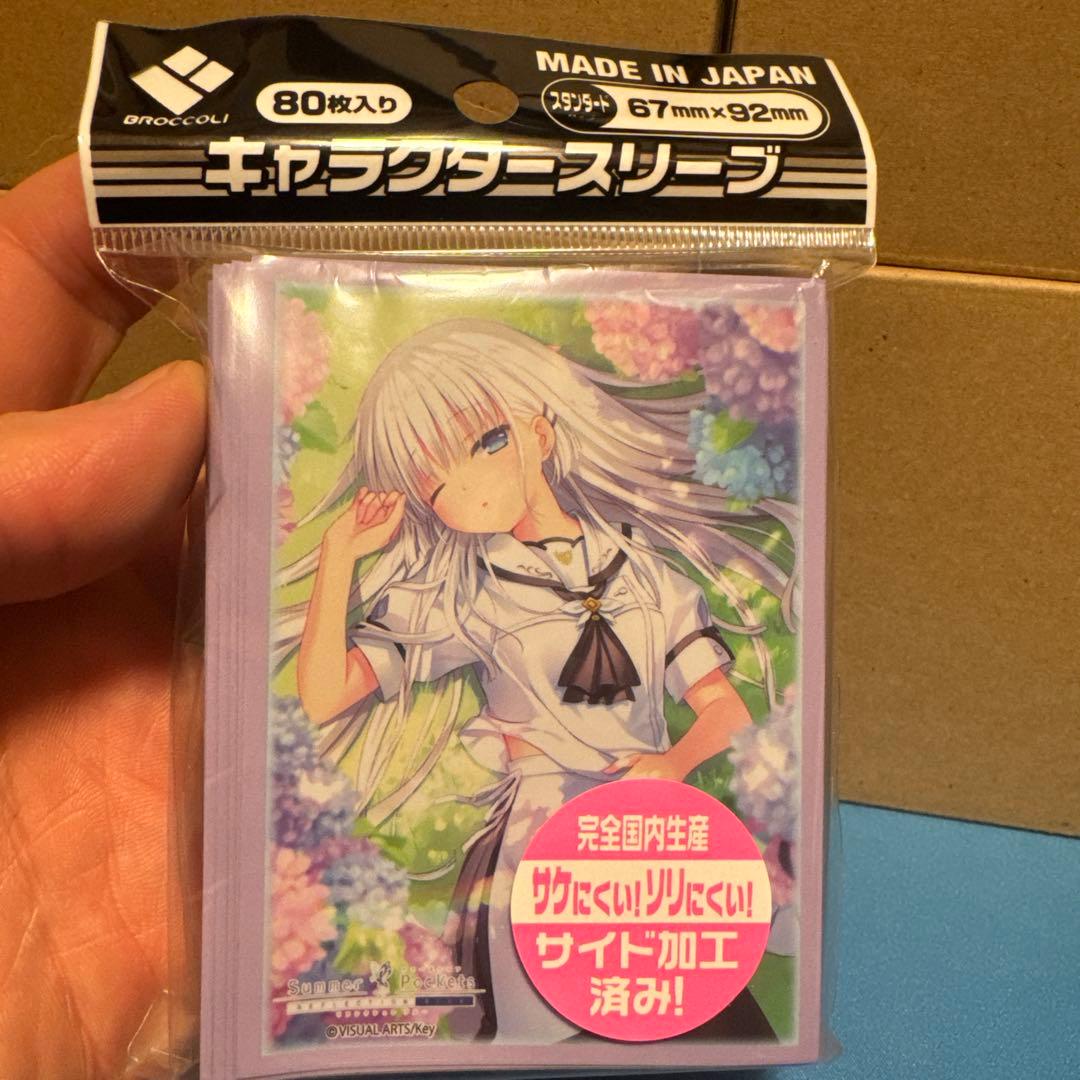 BROCCOLI
80枚入り
MADE IN JAPAN
スタンダード 67mm×92mm
キャラクタースリーブ
完全国内生産
サケにくい!ソリにくい!
サイド加工
済み!
Summer Pockets
REFLECTION BLUE
©VISUAL ARTS/Key